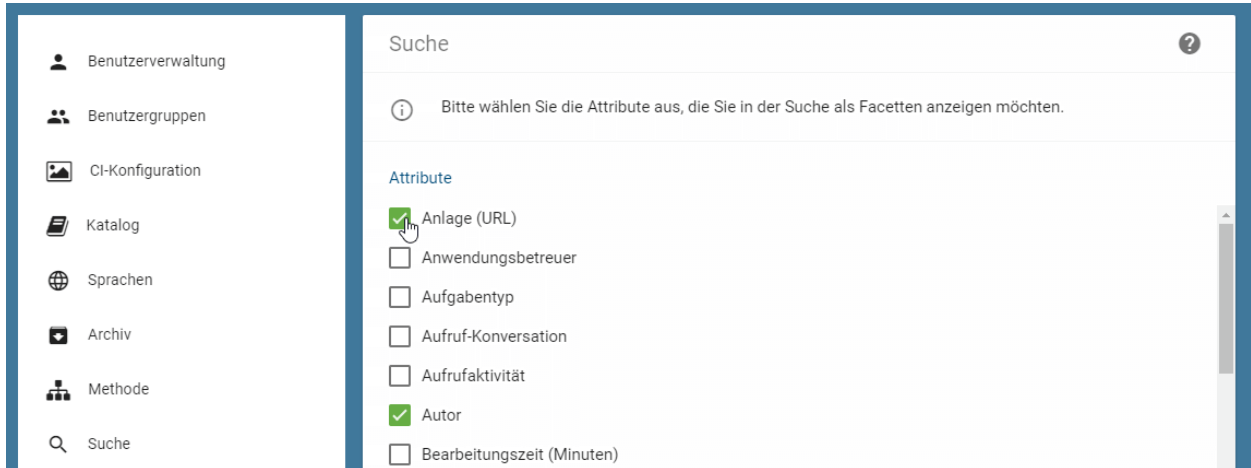 Benutzerverwaltung
Benutzergruppen
CI-Konfiguration
Katalog
Sprachen
Archiv
Methode
Suche
Suche
Bitte wählen Sie die Attribute aus, die Sie in der Suche als Facetten anzeigen möchten.
Attribute
Anlage (URL)
Anwendungsbetreuer
Aufgabentyp
Aufruf-Konversation
Aufrufaktivität
Autor
Bearbeitungszeit (Minuten)